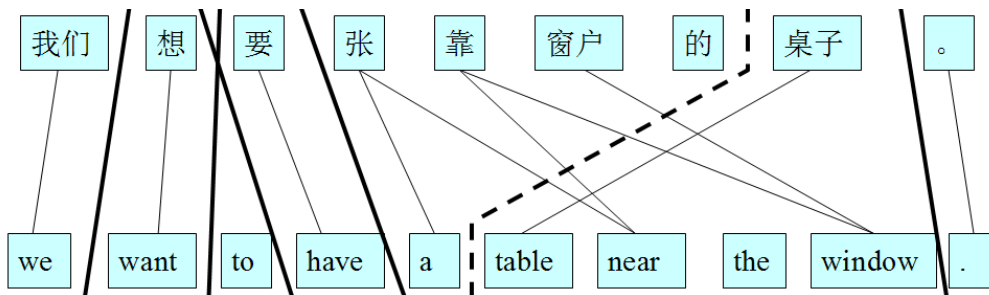 我们 想 要 张 靠 窗户 的 桌子 。
we want to have a table near the window .